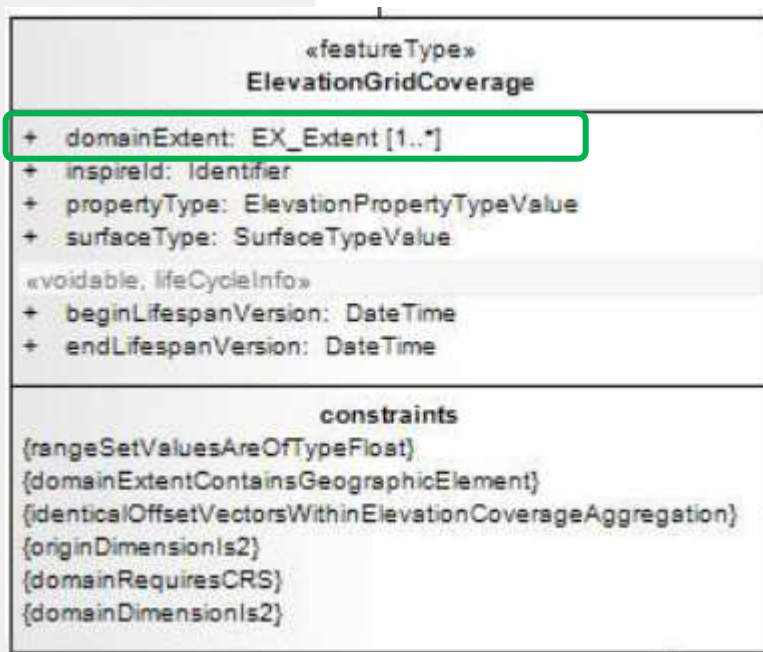 «featureType»
ElevationGridCoverage
+ domainExtent: EX_Extent [1..*]
+ inspireId: Identifier
+ propertyType: ElevationPropertyTypeValue
+ surfaceType: SurfaceTypeValue
«voidable, lifeCycleInfo»
+ beginLifespanVersion: DateTime
+ endLifespanVersion: DateTime
constraints
{rangeSetValuesAreOfTypeFloat}
{domainExtentContainsGeographicElement}
{identicalOffsetVectorsWithinElevationCoverageAggregation}
{originDimensionIs2}
{domainRequiresCRS}
{domainDimensionIs2}